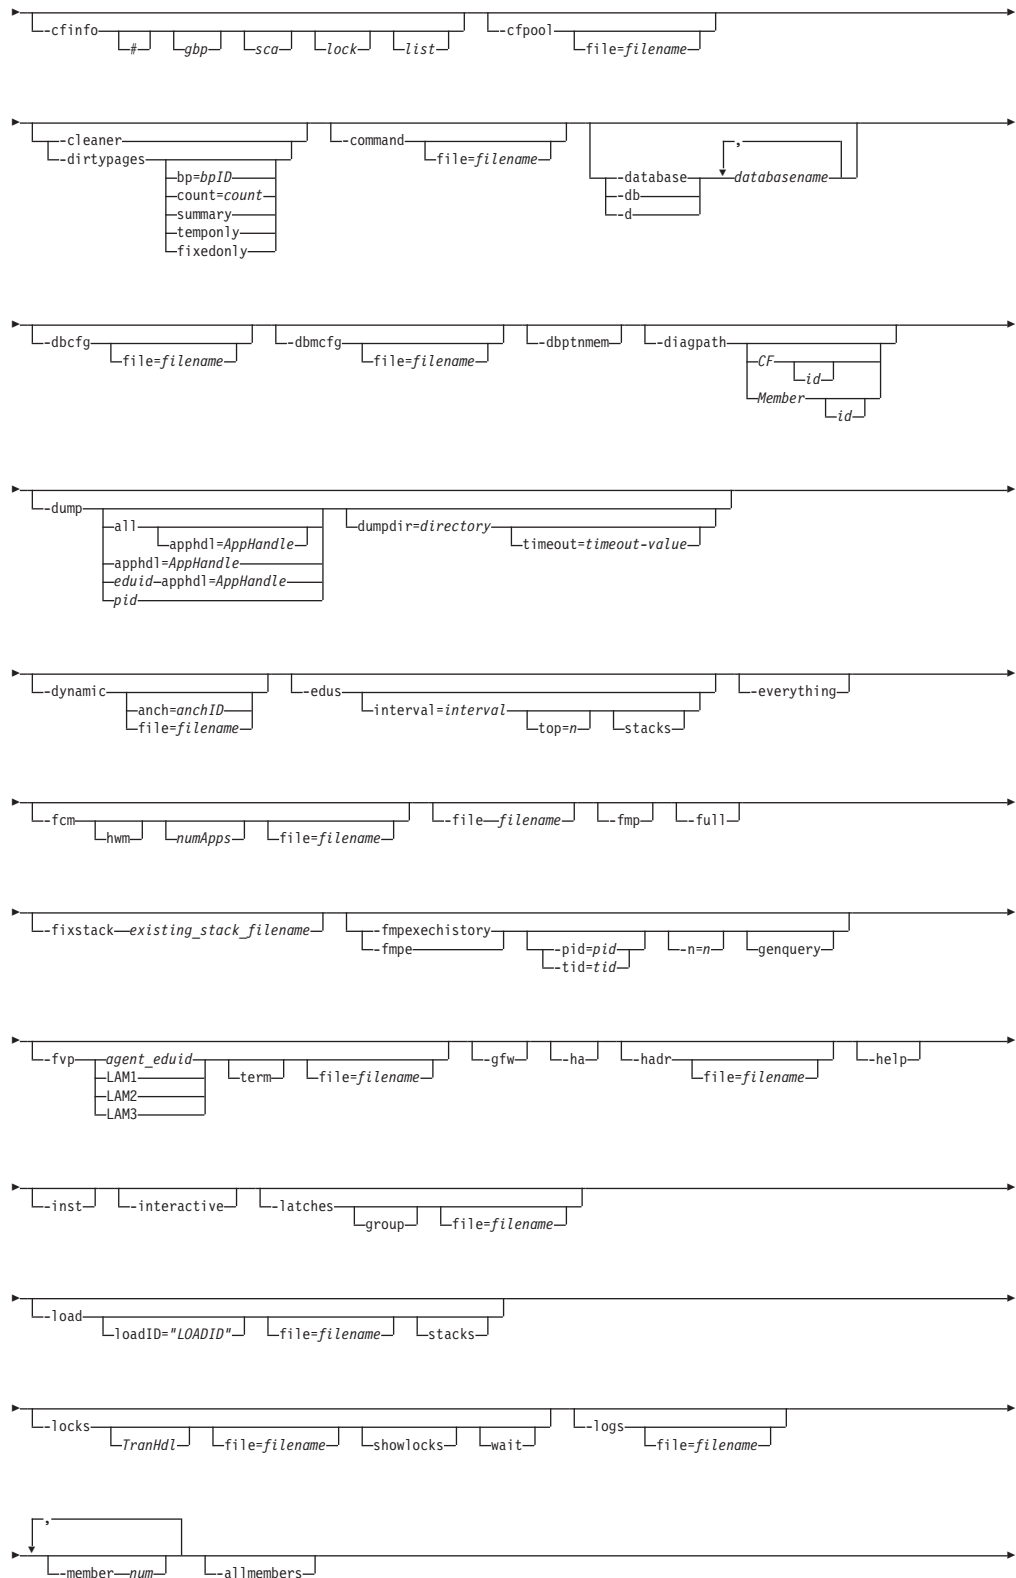 -cfinfo -cfpool
# gbp sca lock list file=filename
-cleaner -command ,
-dirtypages file=filename
bp=bpID -database databasename
count=count -db
summary -d
temponly
fixedonly
-dbcfg -dbmcfg -dbptnmem -diagpath
file=filename file=filename CF
id
Member
id
-dump
all dumpdir=directory
apphdl=AppHandle timeout=timeout-value
apphdl=AppHandle
eduid apphdl=AppHandle
pid
-dynamic -edus -everything
anch=anchID interval=interval
file=filename top=n stacks
-fcm -file filename -fmp -full
hwm numApps file=filename
-fixstack existing_stack_filename -fmpexechistory
-fmpe -pid=pid -n=n genquery
-tid=tid
-fvp agent_eduid -gfw -ha -hadr -help
LAM1 term file=filename file=filename
LAM2
LAM3
-inst -interactive -latches
group file=filename
-load
loadID="LOADID" file=filename stacks
-locks -logs
TranHdl file=filename showlocks wait file=filename
,
-member num -allmembers